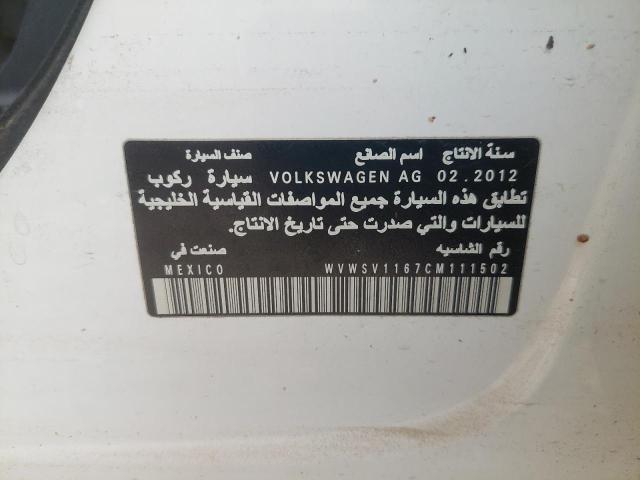 سنة الانتاج اسم الصانع صنف السيارة
02.2012 VOLKSWAGEN AG سيارة ركوب
تطابق هذه السيارة جميع المواصفات القياسية الخليجية
للسيارات والتي صدرت حتى تاريخ الانتاج.
رقم الشاسيه صنعت في
WVWSV1167CM111502 MEXICO